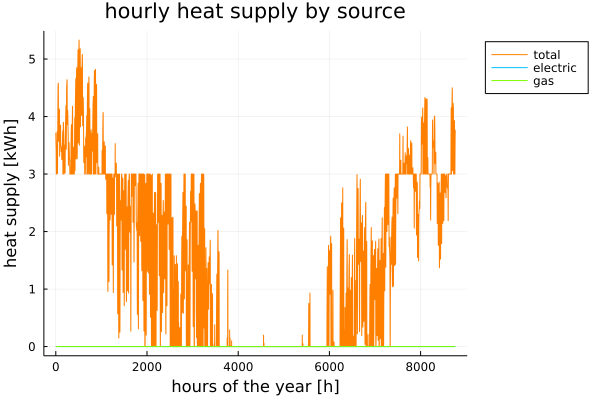 hourly heat supply by source
heat supply [kWh]
5
4
3
2
1
0
0 2000 4000 6000 8000
hours of the year [h]
total
electric
gas